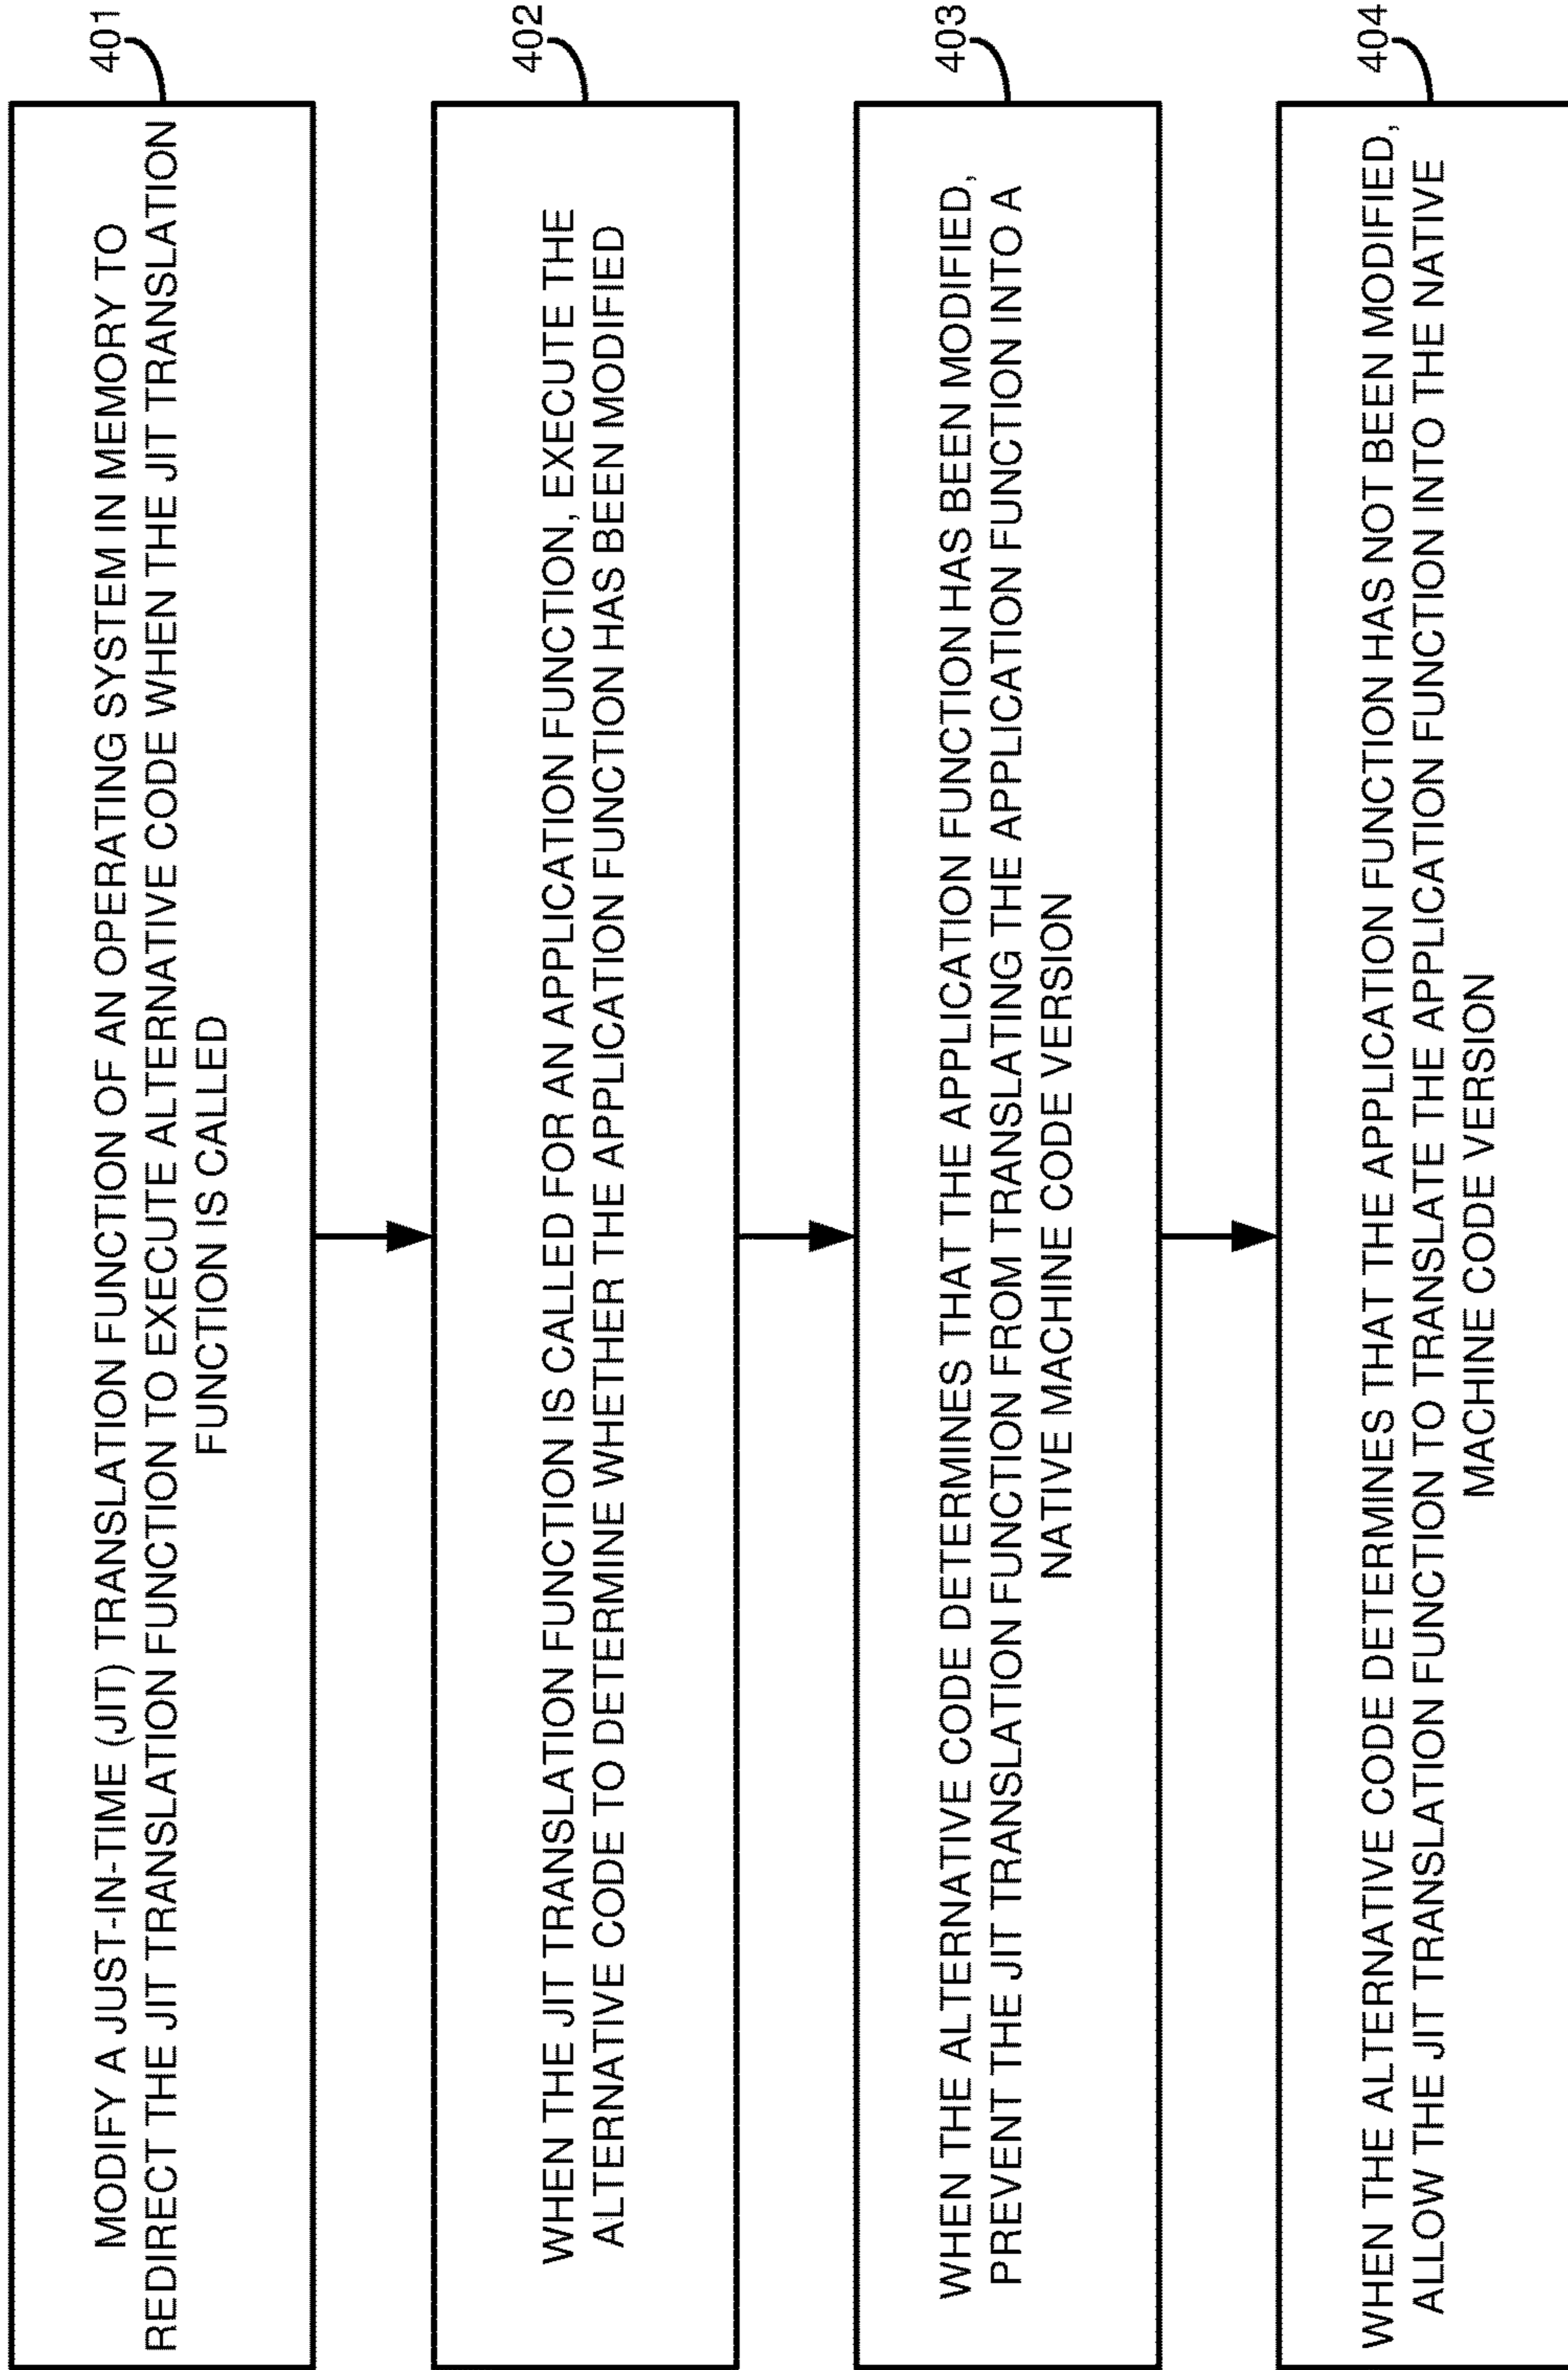 401
MODIFY A JUST-IN-TIME (JIT) TRANSLATION FUNCTION OF AN OPERATING SYSTEM IN MEMORY TO
REDIRECT THE JIT TRANSLATION FUNCTION TO EXECUTE ALTERNATIVE CODE WHEN THE JIT TRANSLATION
FUNCTION IS CALLED
402
WHEN THE JIT TRANSLATION FUNCTION IS CALLED FOR AN APPLICATION FUNCTION, EXECUTE THE
ALTERNATIVE CODE TO DETERMINE WHETHER THE APPLICATION FUNCTION HAS BEEN MODIFIED
403
WHEN THE ALTERNATIVE CODE DETERMINES THAT THE APPLICATION FUNCTION HAS BEEN MODIFIED,
PREVENT THE JIT TRANSLATION FUNCTION FROM TRANSLATING THE APPLICATION FUNCTION INTO A
NATIVE MACHINE CODE VERSION
404
WHEN THE ALTERNATIVE CODE DETERMINES THAT THE APPLICATION FUNCTION HAS NOT BEEN MODIFIED,
ALLOW THE JIT TRANSLATION FUNCTION TO TRANSLATE THE APPLICATION FUNCTION INTO THE NATIVE
MACHINE CODE VERSION